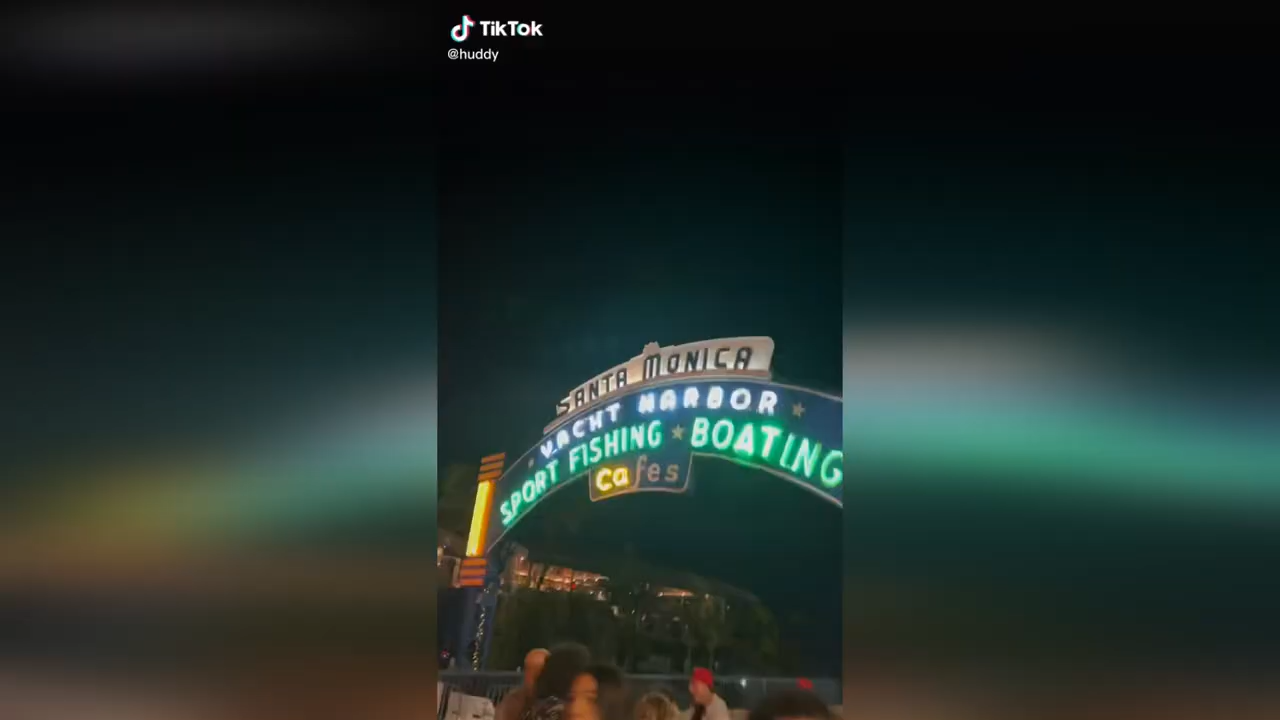 TikTok
@huddy
SANTA MONICA
YACHT HARBOR
SPORT FISHING ★ BOATING
cafes